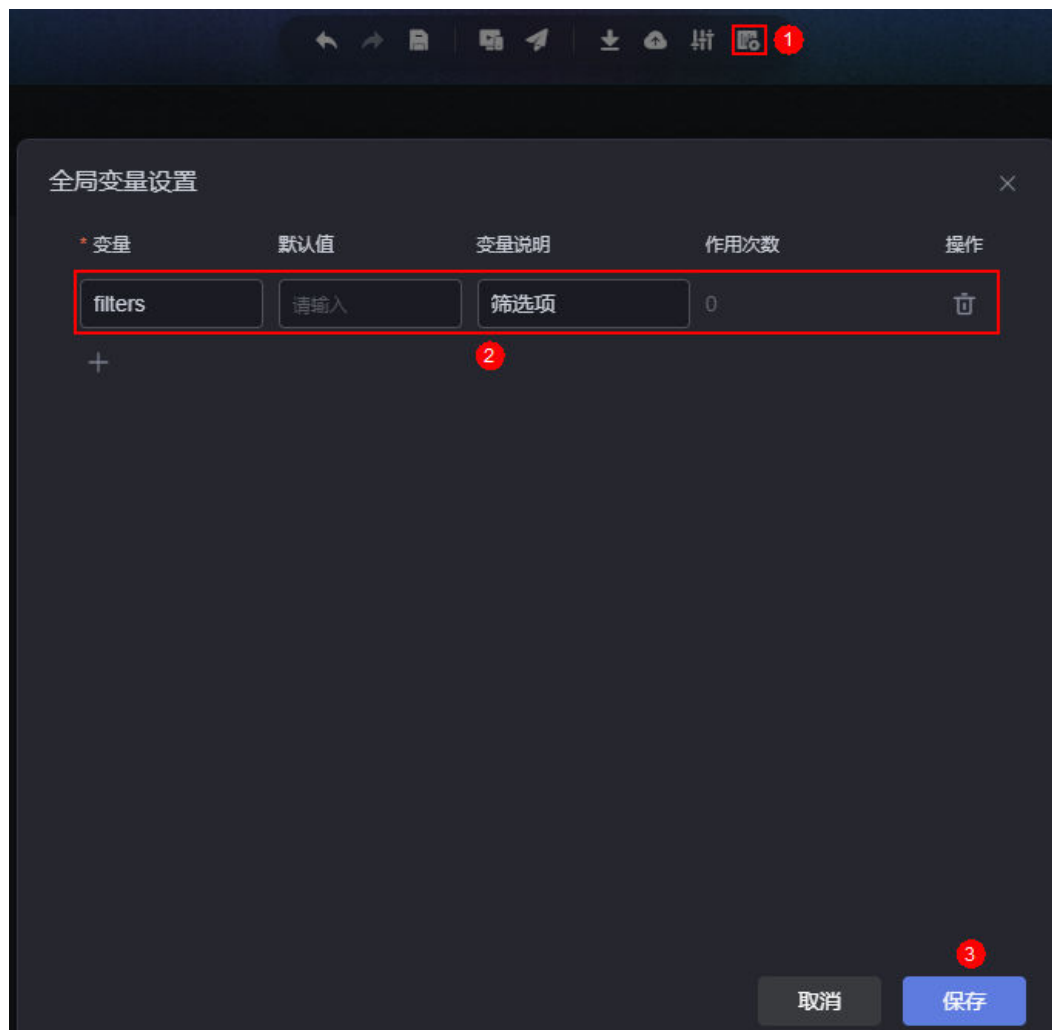 1
全局变量设置
* 变量 默认值 变量说明 作用次数 操作
filters 请输入 筛选项 0
2
3
取消 保存